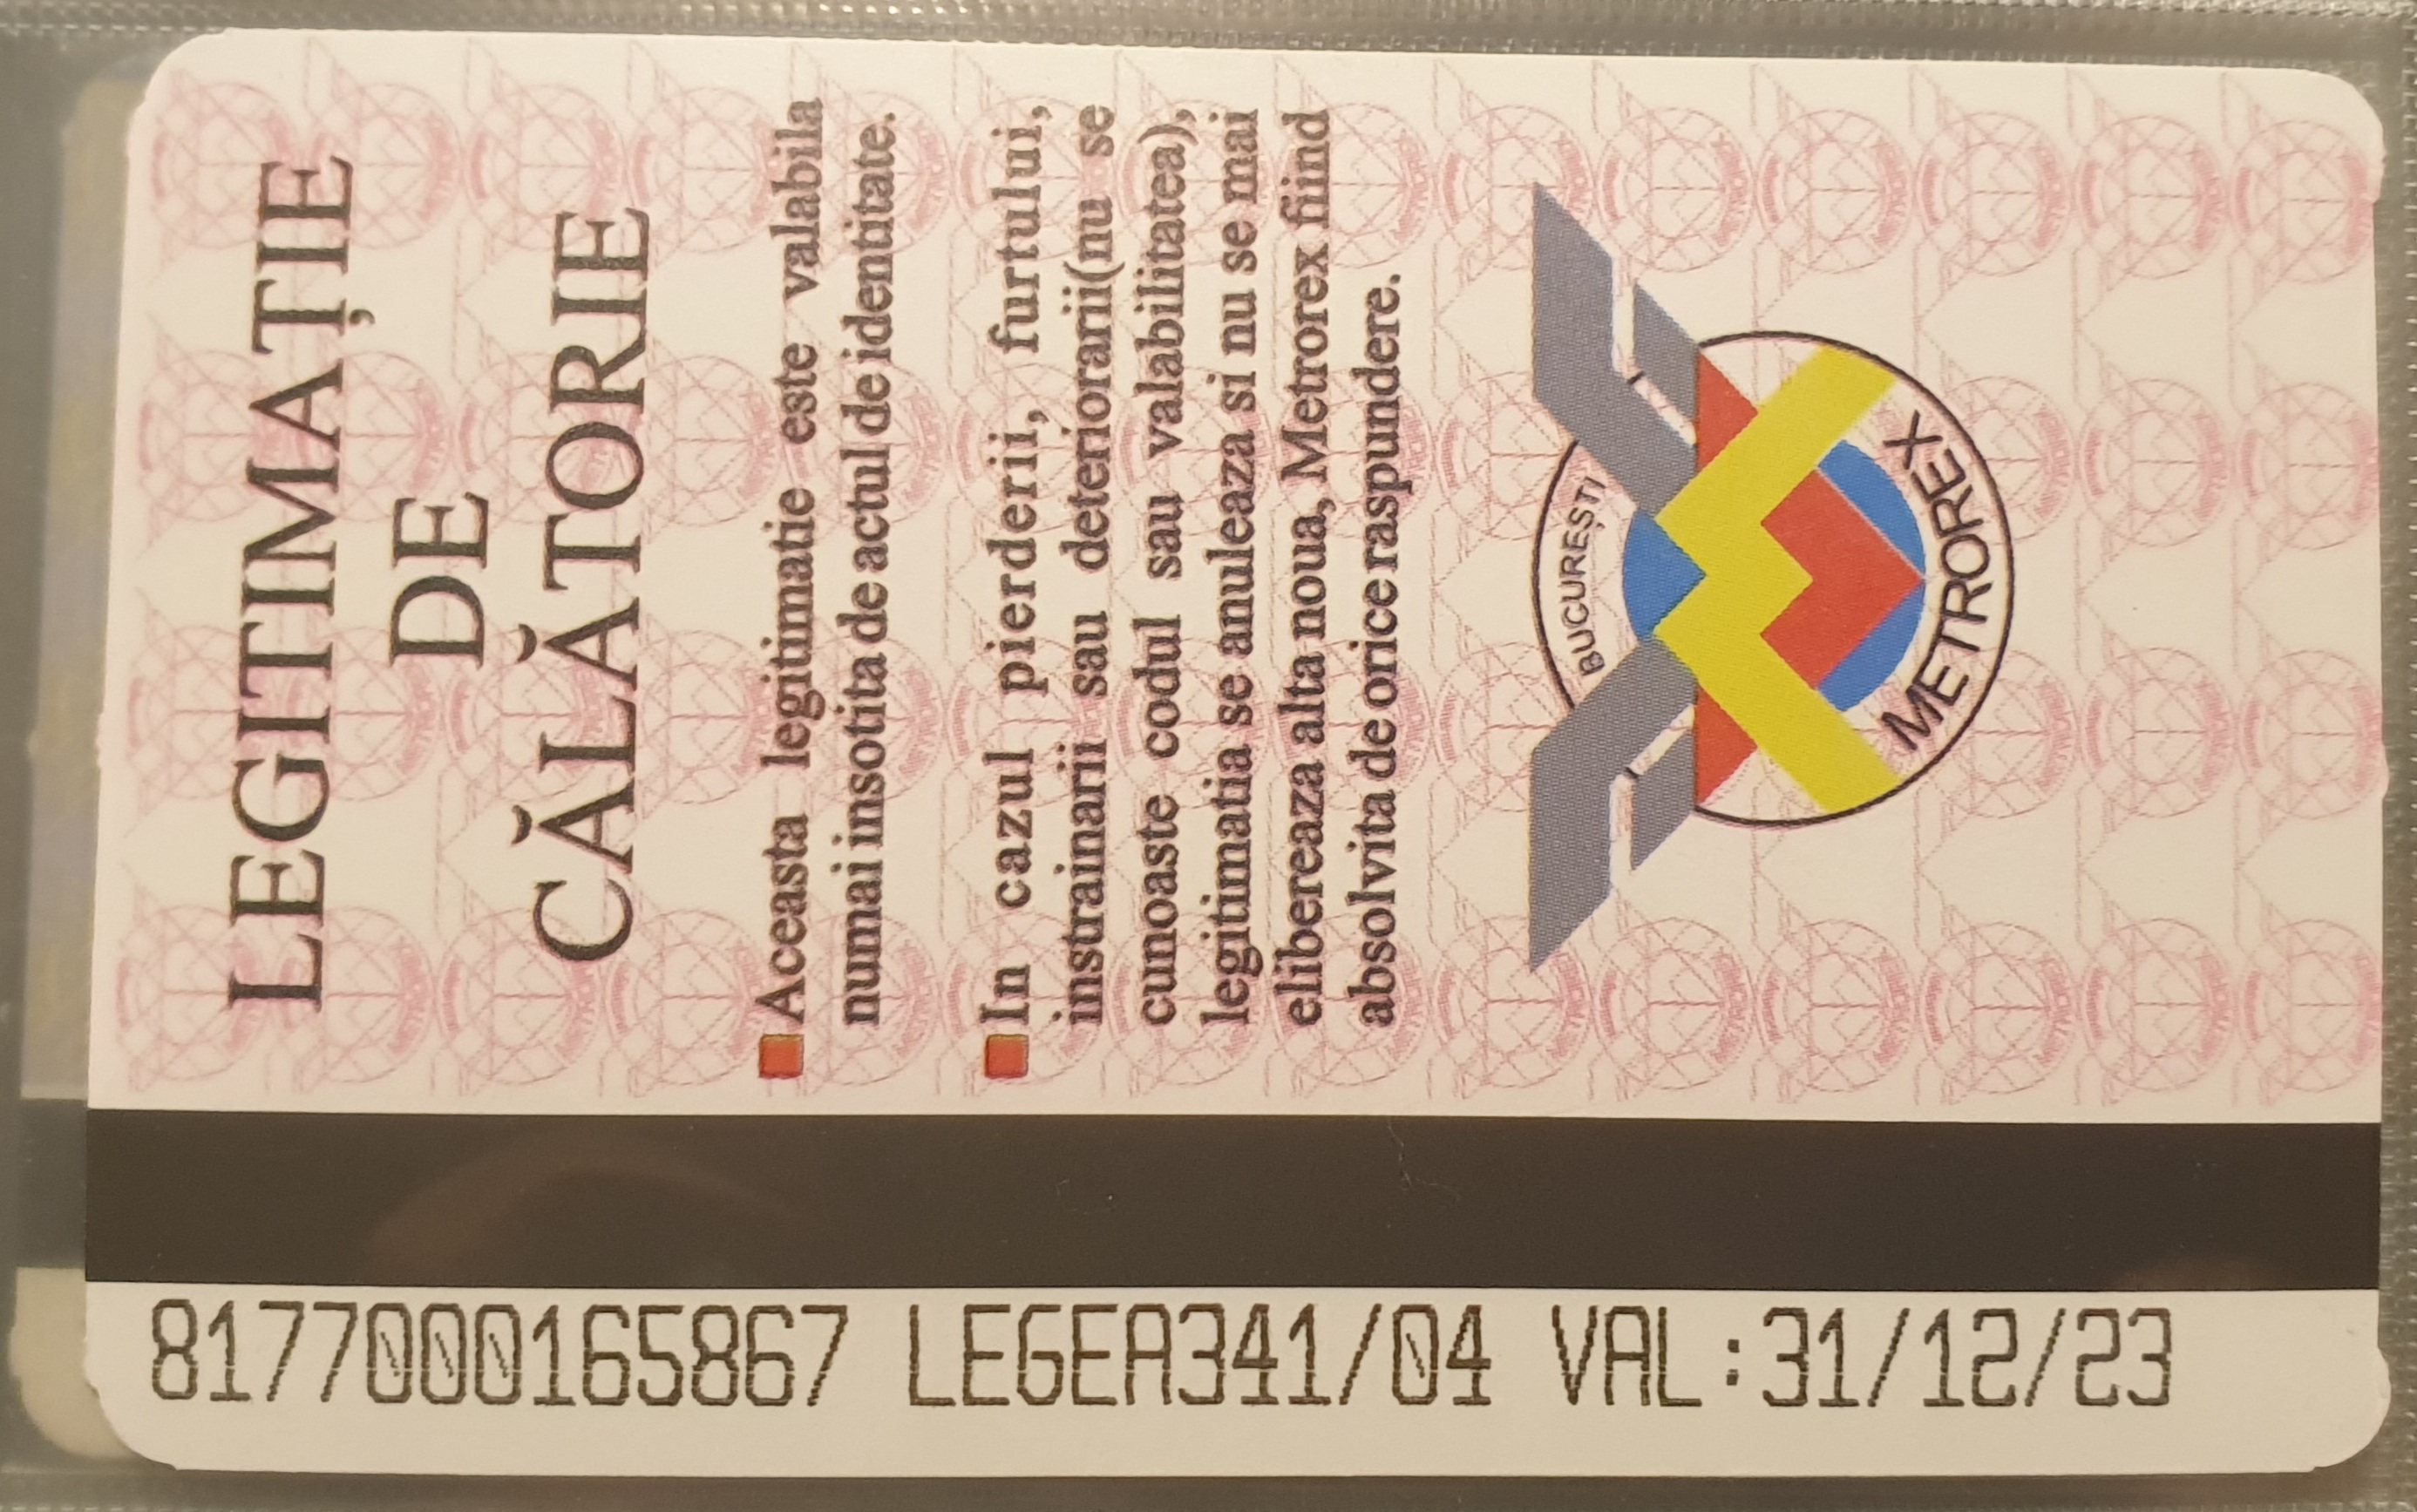 LEGITIMAȚIE
DE
CĂLĂTORIE
Aceasta legitimatie este valabila
numai insotita de actul de identitate.
In cazul pierderii, furtului,
instrainarii sau deteriorarii(nu se
cunoaste codul sau valabilitatea),
legitimatia se anuleaza si nu se mai
elibereaza alta noua, Metrorex fiind
absolvita de orice raspundere.
BUCUREȘTI
METROREX
8177000165867 LEGEA341/04 VAL:31/12/23